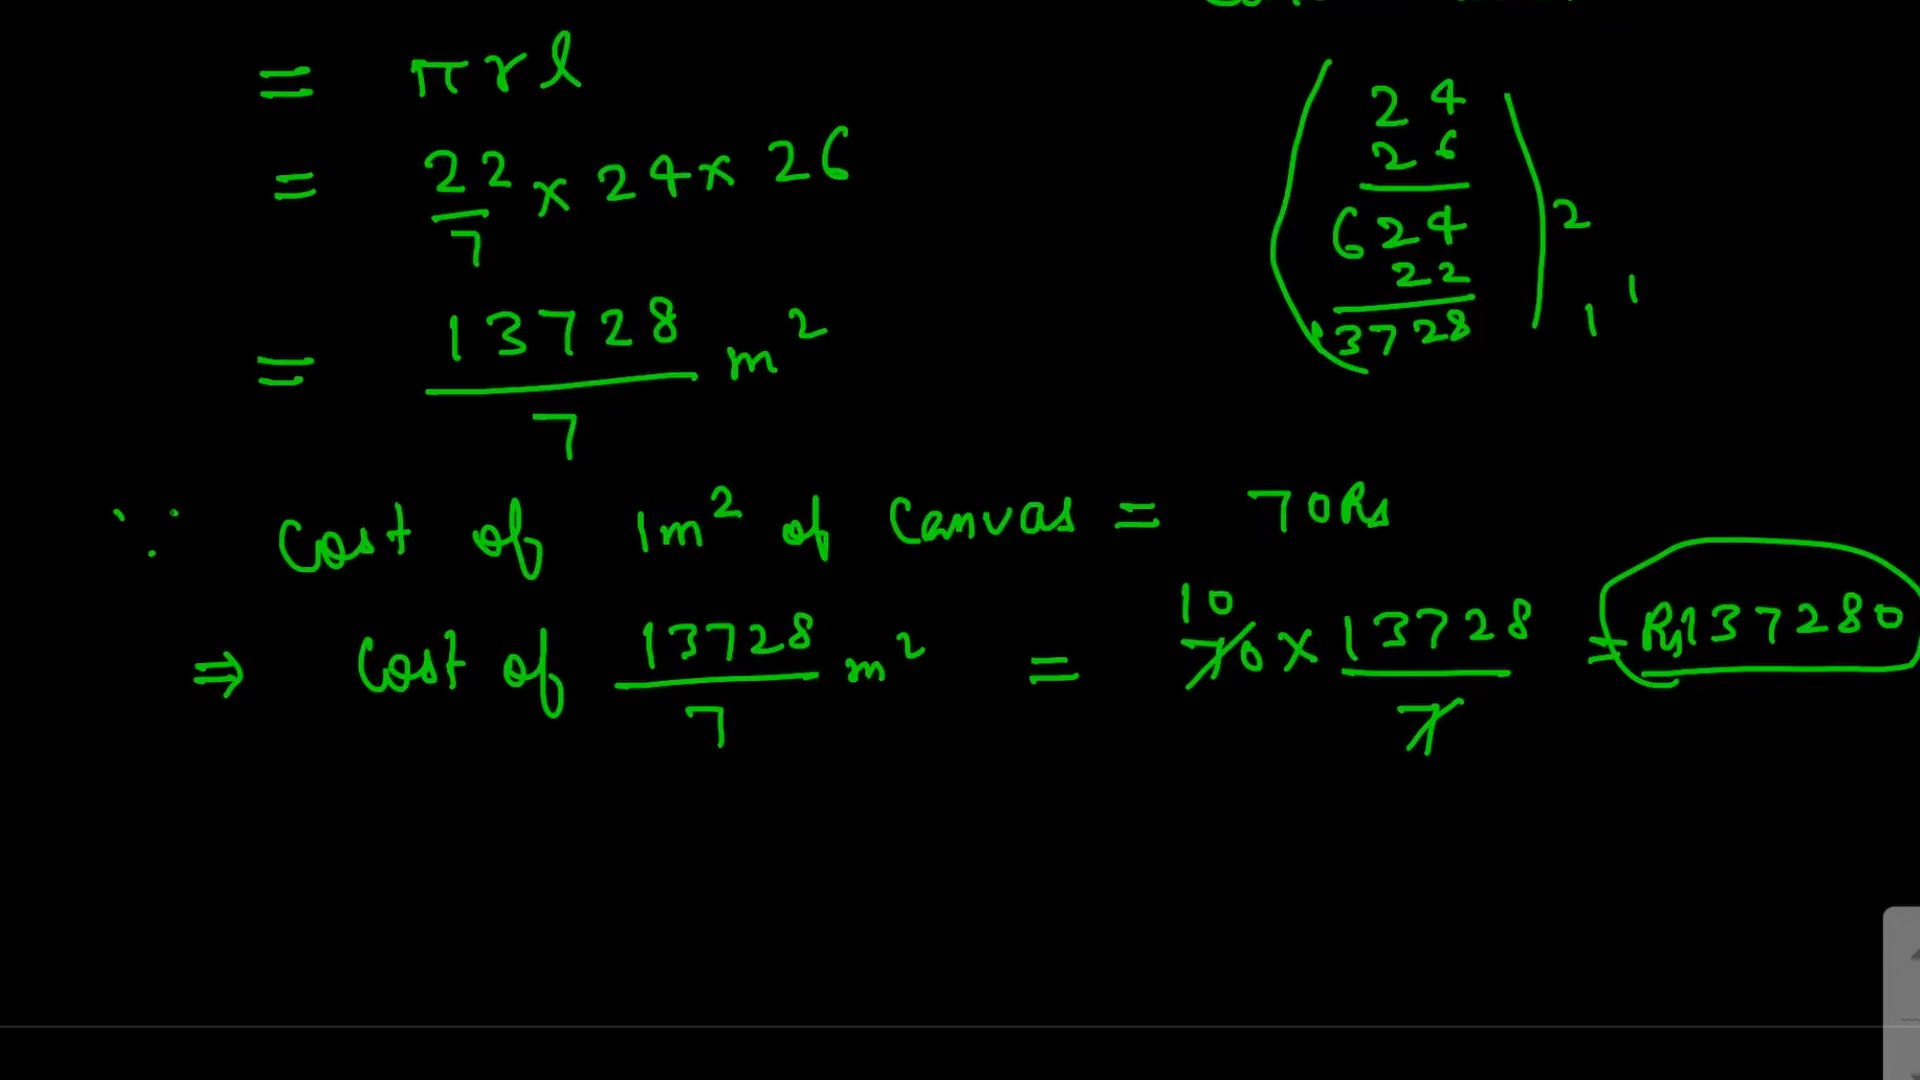 = πrl
= 22/7 × 24 × 26
= 13728/7 m²
∵ Cost of 1m² of Canvas = 70Rs
⇒ Cost of 13728/7 m² = 10 70 × 13728/7 = Rs137280
24
26
624
22
13728
2
1 1